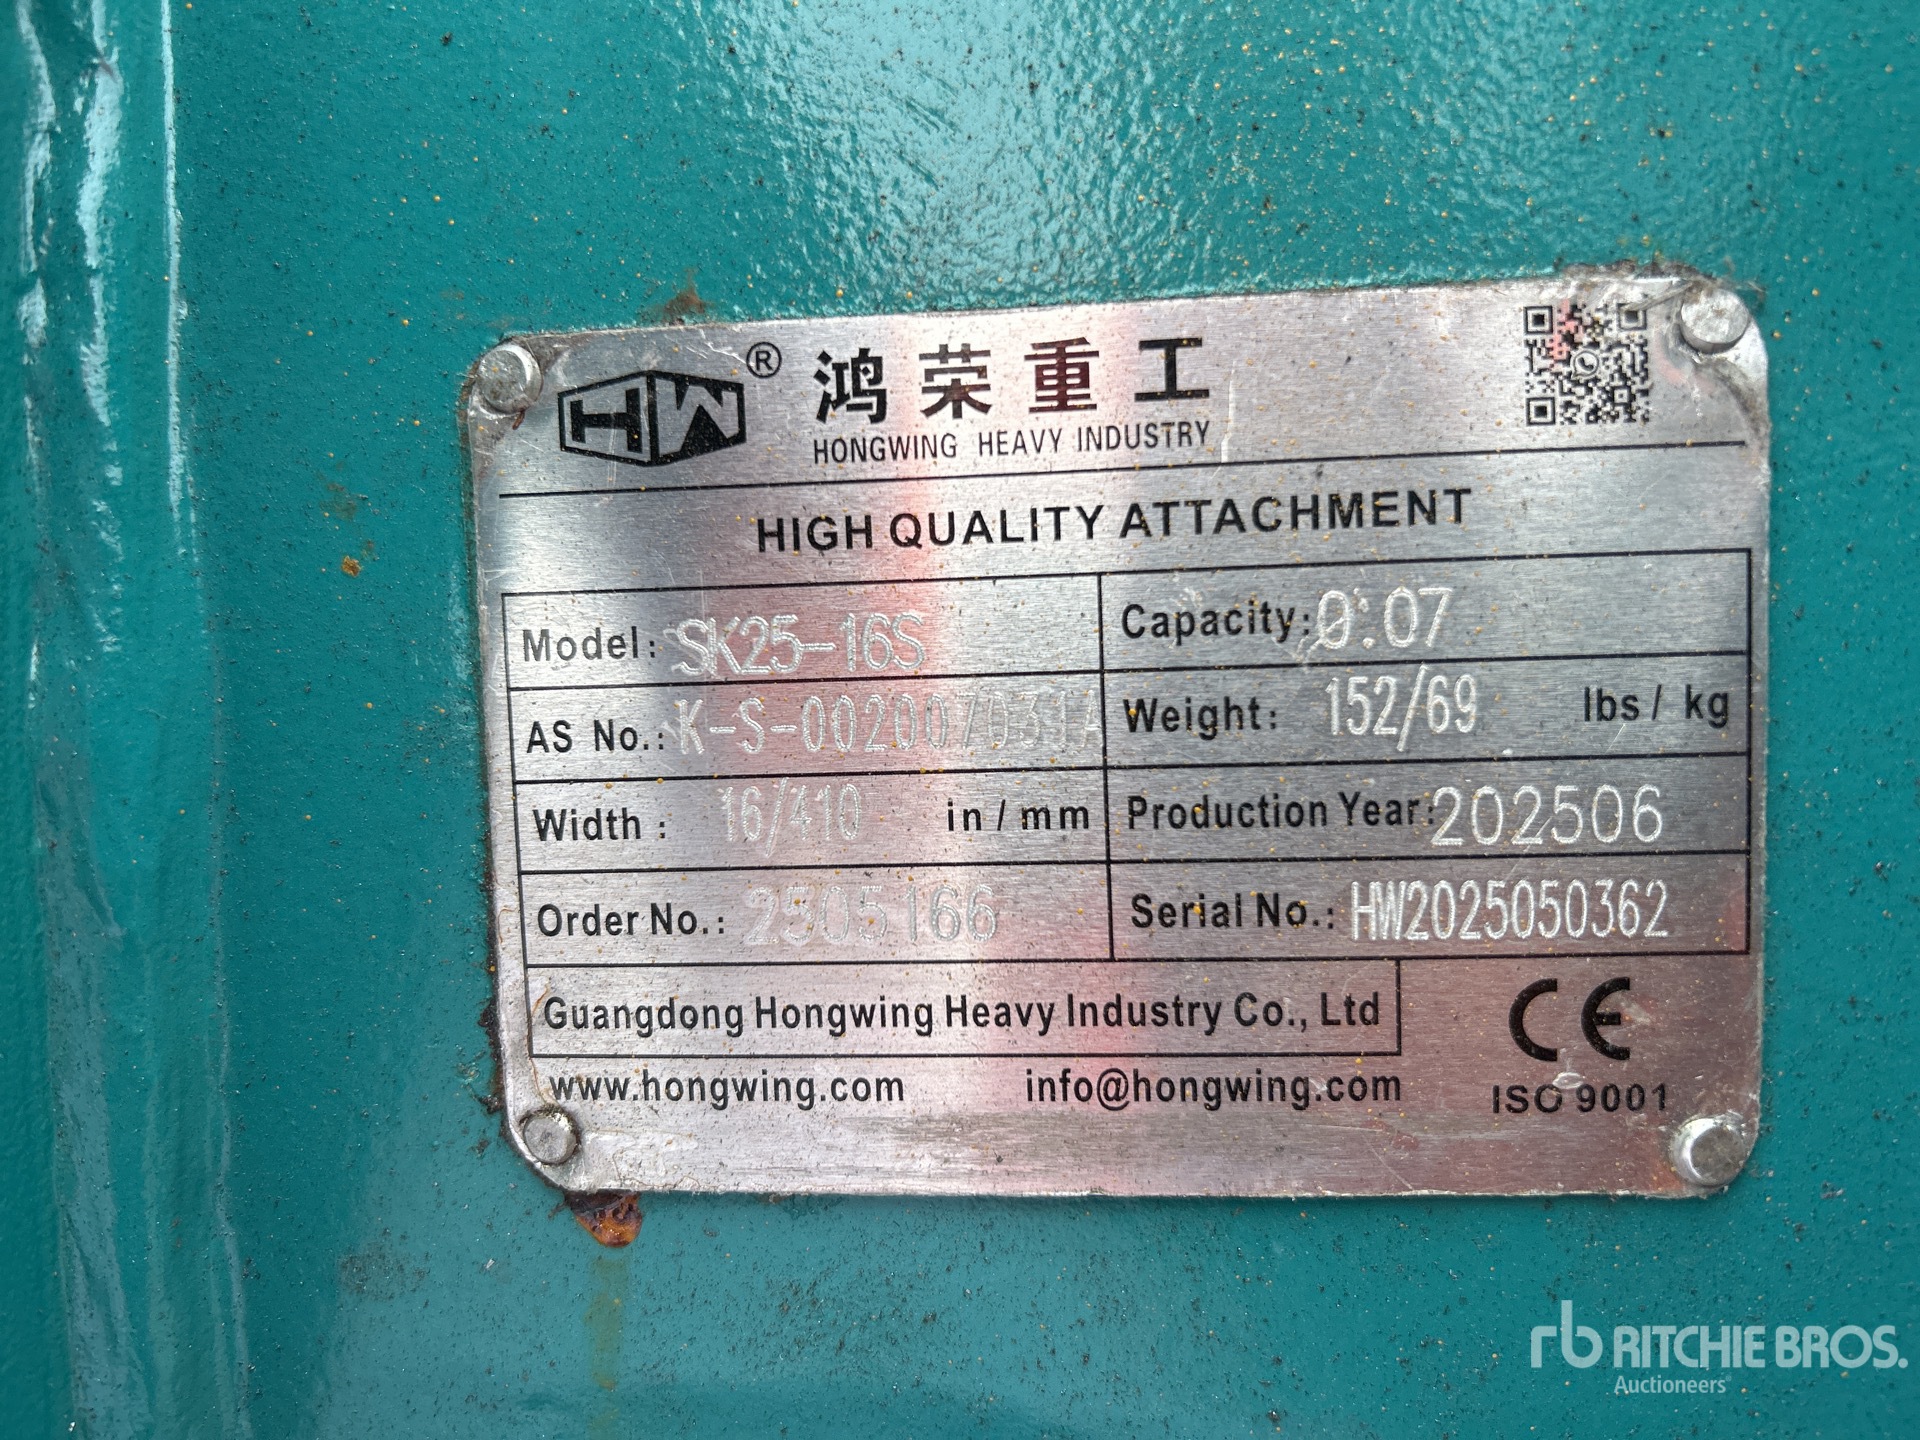 HW® 鸿荣重工
HONGWING HEAVY INDUSTRY
HIGH QUALITY ATTACHMENT
Model: SK25-16S Capacity: 0.07
AS No.: K-S-002007031A Weight: 152/69 lbs / kg
Width : 16/410 in / mm Production Year: 202506
Order No.: 2505166 Serial No.: HW2025050362
Guangdong Hongwing Heavy Industry Co., Ltd
CE
www.hongwing.com info@hongwing.com
ISO 9001
rb RITCHIE BROS.
Auctioneers